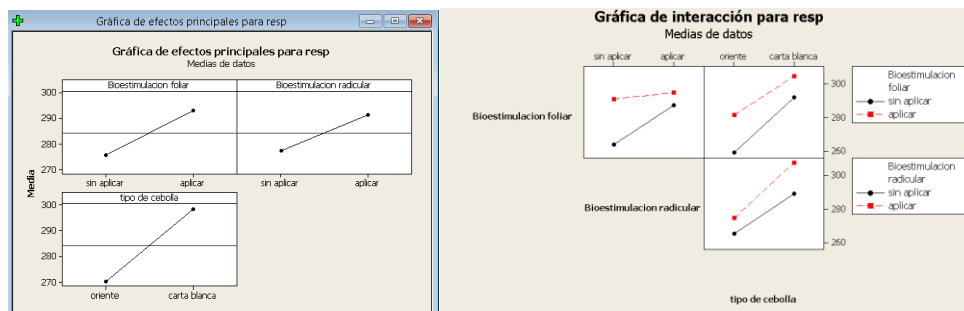 Gráfica de efectos principales para resp
Gráfica de efectos principales para resp
Medias de datos
Bioestimulacion foliar
Bioestimulacion radicular
300
290
280
270
sin aplicar
aplicar
sin aplicar
aplicar
Media
tipo de cebolla
300
290
280
270
oriente
carta blanca
Gráfica de interacción para resp
Medias de datos
sin aplicar
aplicar
oriente
carta blanca
Bioestimulacion foliar
300
280
260
Bioestimulacion
foliar
sin aplicar
aplicar
Bioestimulacion radicular
300
280
260
Bioestimulacion
radicular
sin aplicar
aplicar
tipo de cebolla